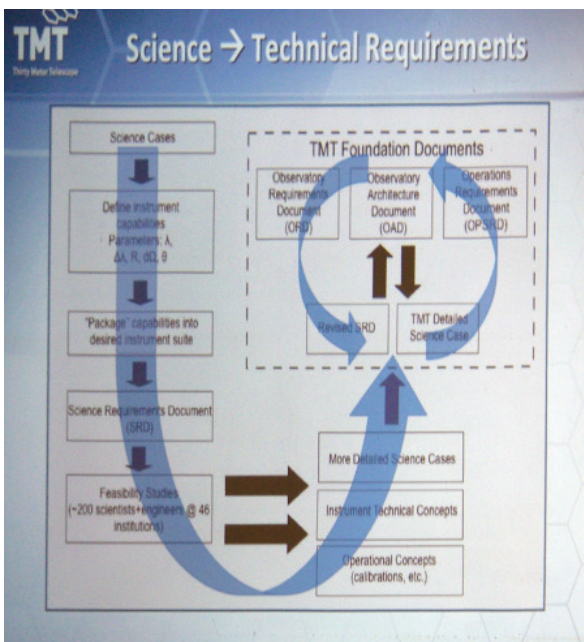 TMT
Thirty Meter Telescope
Science → Technical Requirements
Science Cases
Define instrument
capabilities
Parameters: λ,
Δλ, R, dΩ, θ
"Package" capabilities into
desired instrument suite
Science Requirements Document
(SRD)
Feasibility Studies
(~200 scientists+engineers @ 46
institutions)
TMT Foundation Documents
Observatory
Requirements
Document
(ORD)
Observatory
Architecture
Document
(OAD)
Operations
Requirements
Document
(OPSRD)
Revised SRD
TMT Detailed
Science Case
More Detailed Science Cases
Instrument Technical Concepts
Operational Concepts
(calibrations, etc.)